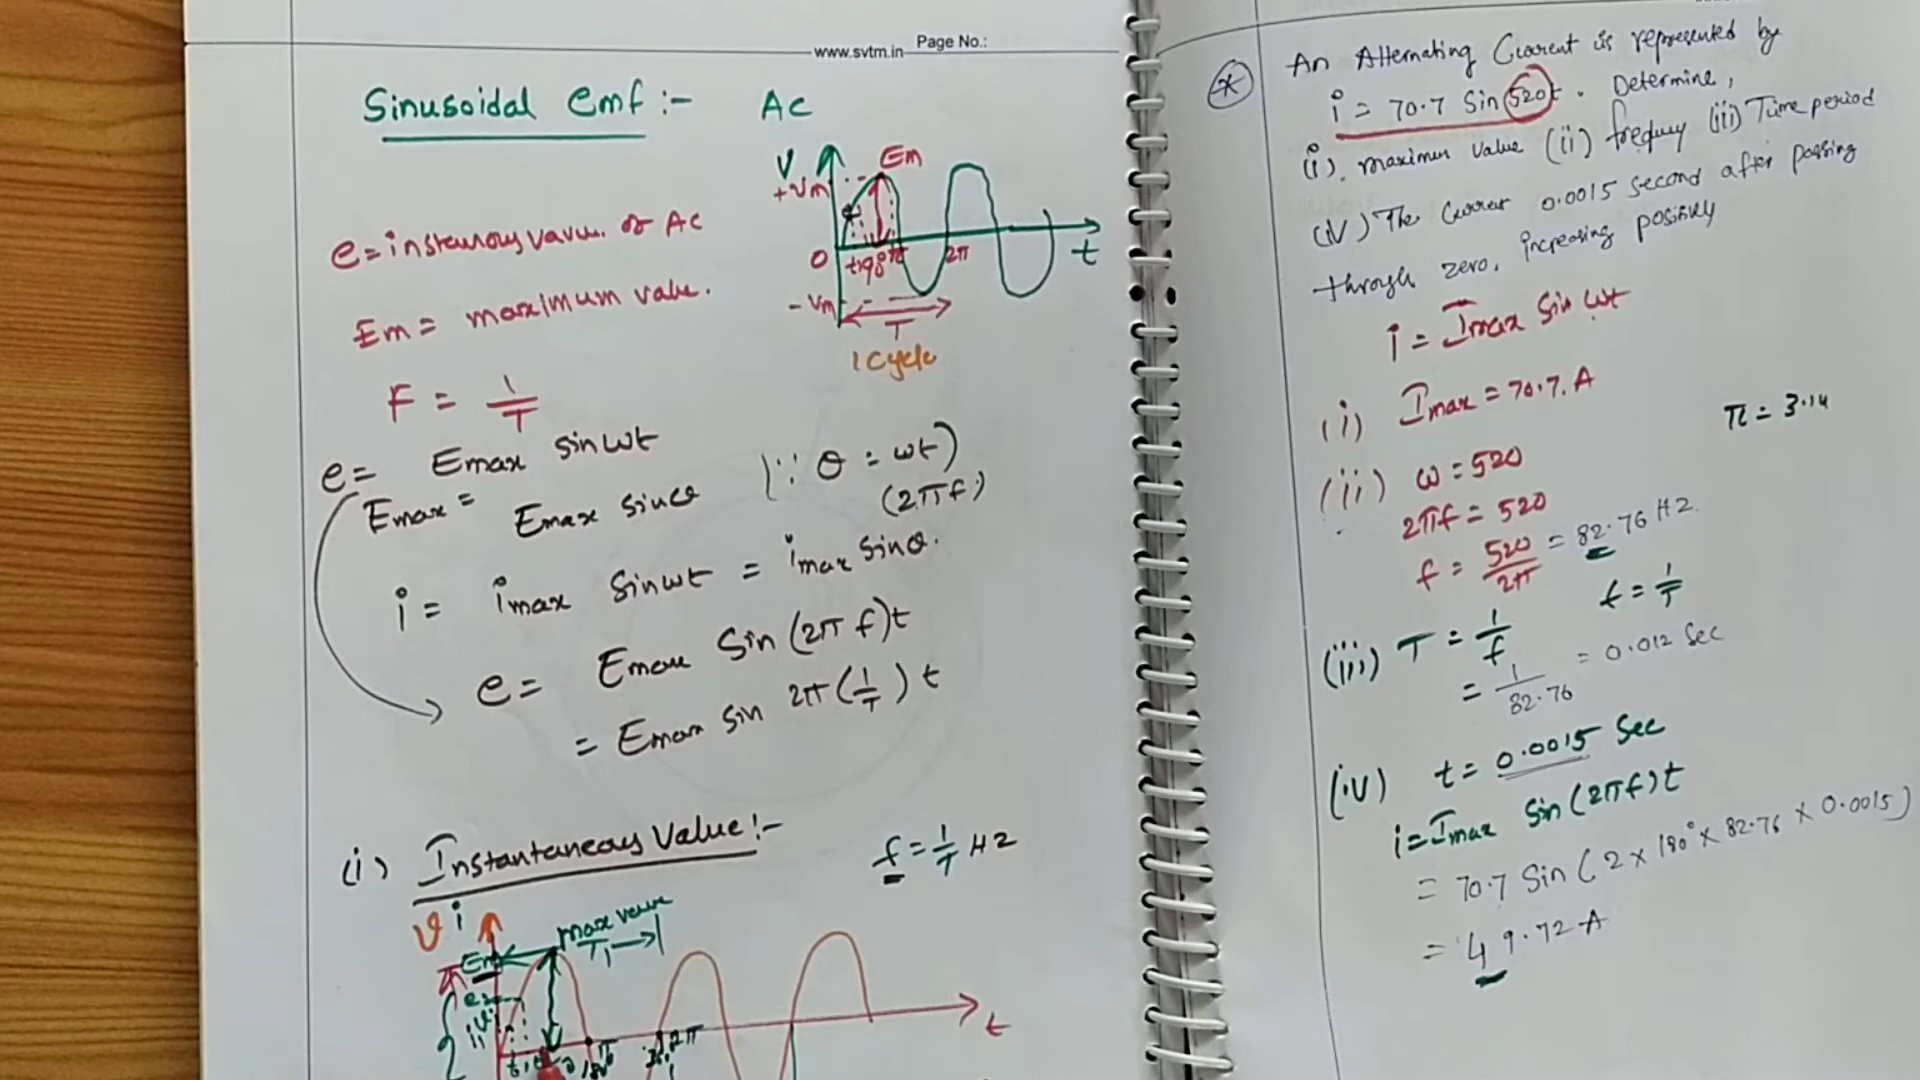 www.svtm.in Page No.:
Sinusoidal emf :- AC
V
+Vm
Em
O
2π
t
-Vm
T
1 cycle
Em = maximum value.
F = 1/T
e = Emax sinωt
Emax = Emax sinθ (∵ θ = ωt)
(2πf)
i = imax sinωt = imax sinθ.
e = Emax Sin (2πf)t
= Emax Sin 2π(1/T) t
(i) Instantaneous Value :-
f = 1/T HZ
i
max value
Em
2π
t
* An Alternating Current is represented by
i = 70.7 Sin 520t . Determine,
(i). maximum value (ii) (iii) Time period
(iv) The Current 0.0015 second after passing
through zero, increasing positively
i = Imax Sin ωt
(i) Imax = 70.7. A
π = 3.14
(ii) ω = 520
2πf = 520
f = 520/2π = 82.76 HZ.
f = 1/T
(iii) T = 1/f
= 1/82.76 = 0.012 Sec
(iv) t = 0.0015 Sec
i = Imax Sin (2πf)t
= 70.7 Sin (2 x 180° x 82.76 x 0.0015)
= 49.72 A